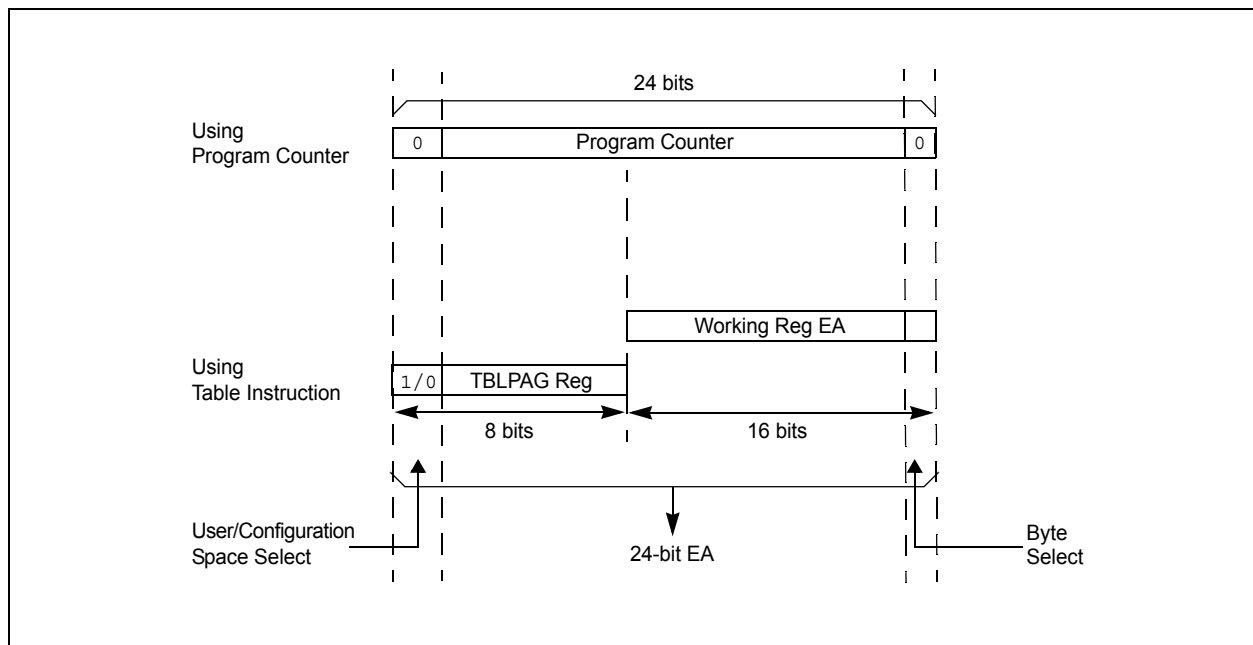 24 bits
Using
Program Counter
0
Program Counter
0
Working Reg EA
Using
Table Instruction
1/0
TBLPAG Reg
8 bits
16 bits
User/Configuration
Space Select
24-bit EA
Byte
Select